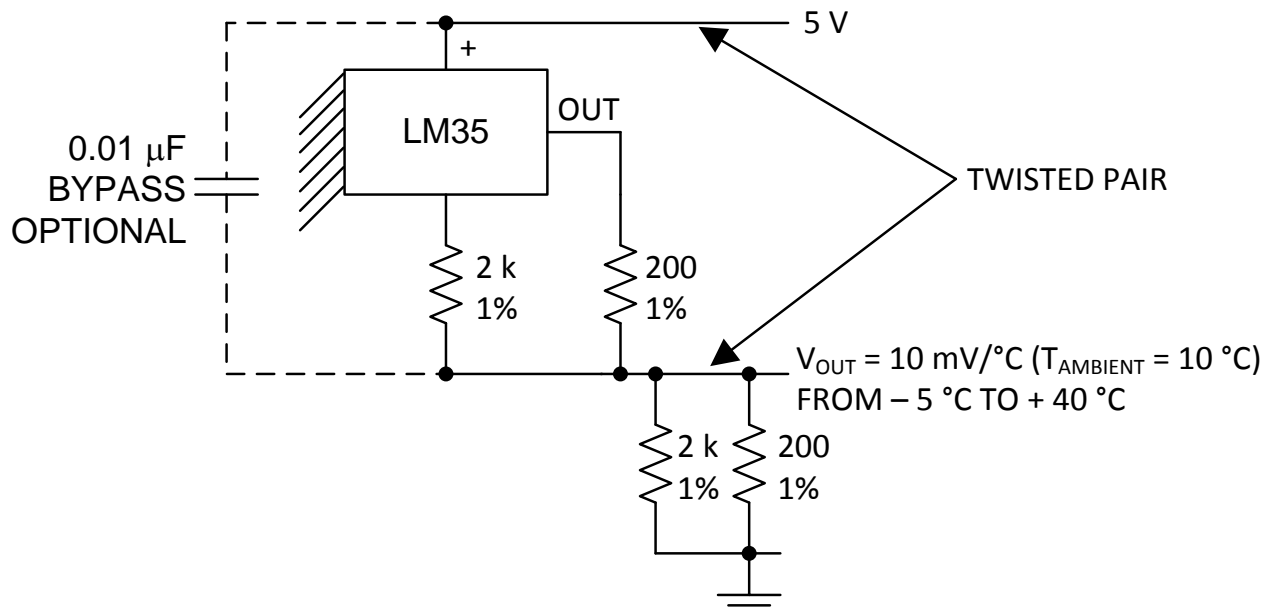 5 V
+
OUT
LM35
0.01 μF
BYPASS
OPTIONAL
TWISTED PAIR
2 k
1%
200
1%
V_OUT = 10 mV/°C (T_AMBIENT = 10 °C)
FROM – 5 °C TO + 40 °C
2 k
1%
200
1%